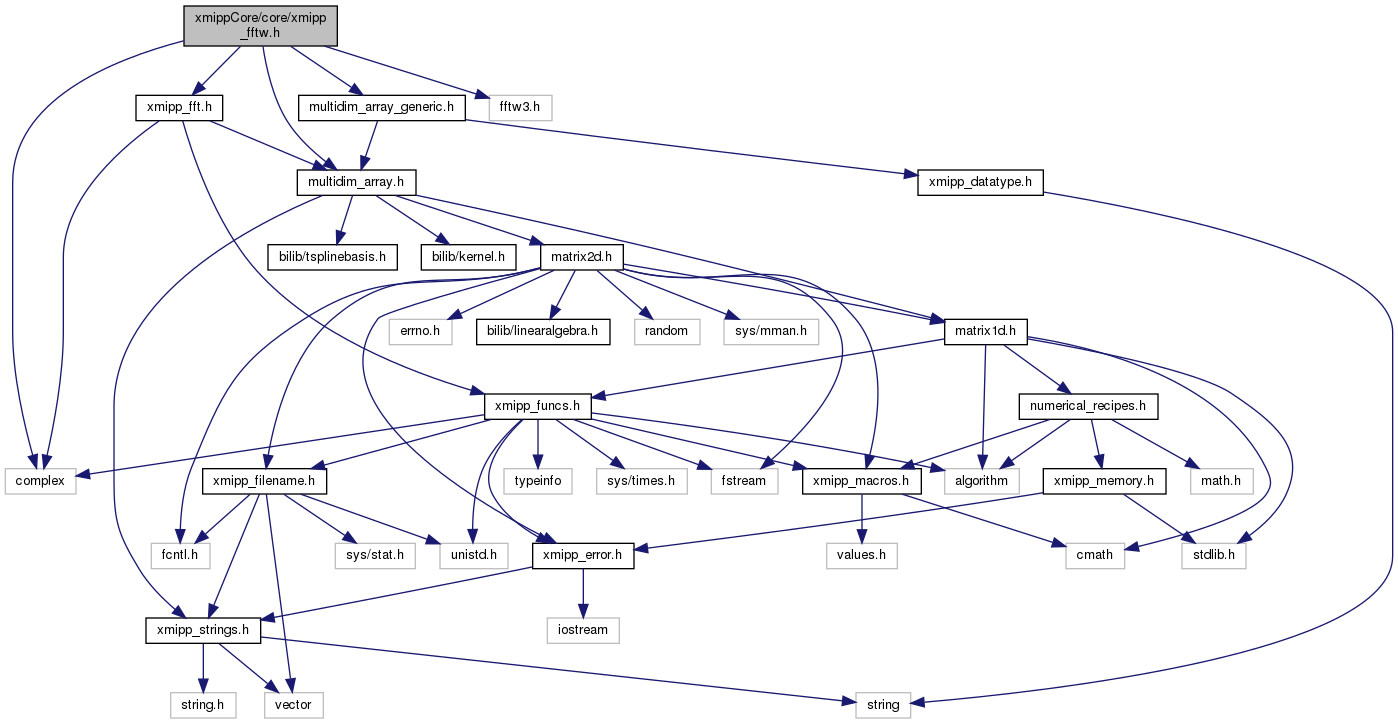 xmippCore/core/xmipp
_fftw.h
xmipp_fft.h
multidim_array_generic.h
fftw3.h
multidim_array.h
xmipp_datatype.h
bilib/tsplinebasis.h
bilib/kernel.h
matrix2d.h
errno.h
bilib/linearalgebra.h
random
sys/mman.h
matrix1d.h
xmipp_funcs.h
numerical_recipes.h
complex
xmipp_filename.h
typeinfo
sys/times.h
fstream
xmipp_macros.h
algorithm
xmipp_memory.h
math.h
fcntl.h
sys/stat.h
unistd.h
xmipp_error.h
values.h
cmath
stdlib.h
xmipp_strings.h
iostream
string.h
vector
string